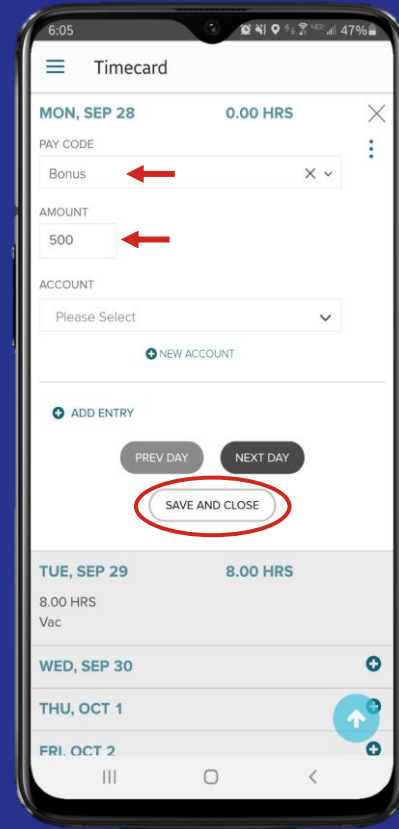 6:05 47%
Timecard
MON, SEP 28 0.00 HRS
PAY CODE
Bonus
AMOUNT
500
ACCOUNT
Please Select
NEW ACCOUNT
ADD ENTRY
PREV DAY NEXT DAY
SAVE AND CLOSE
TUE, SEP 29 8.00 HRS
8.00 HRS
Vac
WED, SEP 30
THU, OCT 1
FRI, OCT 2